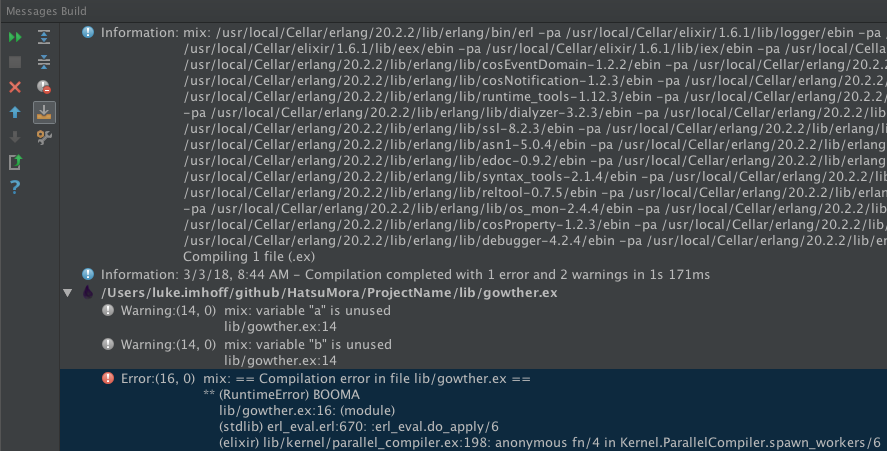 Messages Build
Information: mix: /usr/local/Cellar/erlang/20.2.2/lib/erlang/bin/erl -pa /usr/local/Cellar/elixir/1.6.1/lib/logger/ebin -pa /
/usr/local/Cellar/elixir/1.6.1/lib/eex/ebin -pa /usr/local/Cellar/elixir/1.6.1/lib/iex/ebin -pa /usr/local/Cella
/usr/local/Cellar/erlang/20.2.2/lib/erlang/lib/cosEventDomain-1.2.2/ebin -pa /usr/local/Cellar/erlang/20.2.2
/usr/local/Cellar/erlang/20.2.2/lib/erlang/lib/cosNotification-1.2.3/ebin -pa /usr/local/Cellar/erlang/20.2.2/l
/usr/local/Cellar/erlang/20.2.2/lib/erlang/lib/runtime_tools-1.12.3/ebin -pa /usr/local/Cellar/erlang/20.2.2/
-pa /usr/local/Cellar/erlang/20.2.2/lib/erlang/lib/dialyzer-3.2.3/ebin -pa /usr/local/Cellar/erlang/20.2.2/lib
/usr/local/Cellar/erlang/20.2.2/lib/erlang/lib/ssl-8.2.3/ebin -pa /usr/local/Cellar/erlang/20.2.2/lib/erlang/l
/usr/local/Cellar/erlang/20.2.2/lib/erlang/lib/asn1-5.0.4/ebin -pa /usr/local/Cellar/erlang/20.2.2/lib/erlang
/usr/local/Cellar/erlang/20.2.2/lib/erlang/lib/edoc-0.9.2/ebin -pa /usr/local/Cellar/erlang/20.2.2/lib/erlang
/usr/local/Cellar/erlang/20.2.2/lib/erlang/lib/syntax_tools-2.1.4/ebin -pa /usr/local/Cellar/erlang/20.2.2/lib
/usr/local/Cellar/erlang/20.2.2/lib/erlang/lib/reltool-0.7.5/ebin -pa /usr/local/Cellar/erlang/20.2.2/lib/erlan
-pa /usr/local/Cellar/erlang/20.2.2/lib/erlang/lib/os_mon-2.4.4/ebin -pa /usr/local/Cellar/erlang/20.2.2/lib
/usr/local/Cellar/erlang/20.2.2/lib/erlang/lib/cosProperty-1.2.3/ebin -pa /usr/local/Cellar/erlang/20.2.2/lib
/usr/local/Cellar/erlang/20.2.2/lib/erlang/lib/debugger-4.2.4/ebin -pa /usr/local/Cellar/erlang/20.2.2/lib/er
Compiling 1 file (.ex)
Information: 3/3/18, 8:44 AM - Compilation completed with 1 error and 2 warnings in 1s 171ms
/Users/luke.imhoff/github/HatsuMora/ProjectName/lib/gowther.ex
Warning:(14, 0) mix: variable "a" is unused
lib/gowther.ex:14
Warning:(14, 0) mix: variable "b" is unused
lib/gowther.ex:14
Error:(16, 0) mix: == Compilation error in file lib/gowther.ex ==
** (RuntimeError) BOOMA
lib/gowther.ex:16: (module)
(stdlib) erl_eval.erl:670: :erl_eval.do_apply/6
(elixir) lib/kernel/parallel_compiler.ex:198: anonymous fn/4 in Kernel.ParallelCompiler.spawn_workers/6